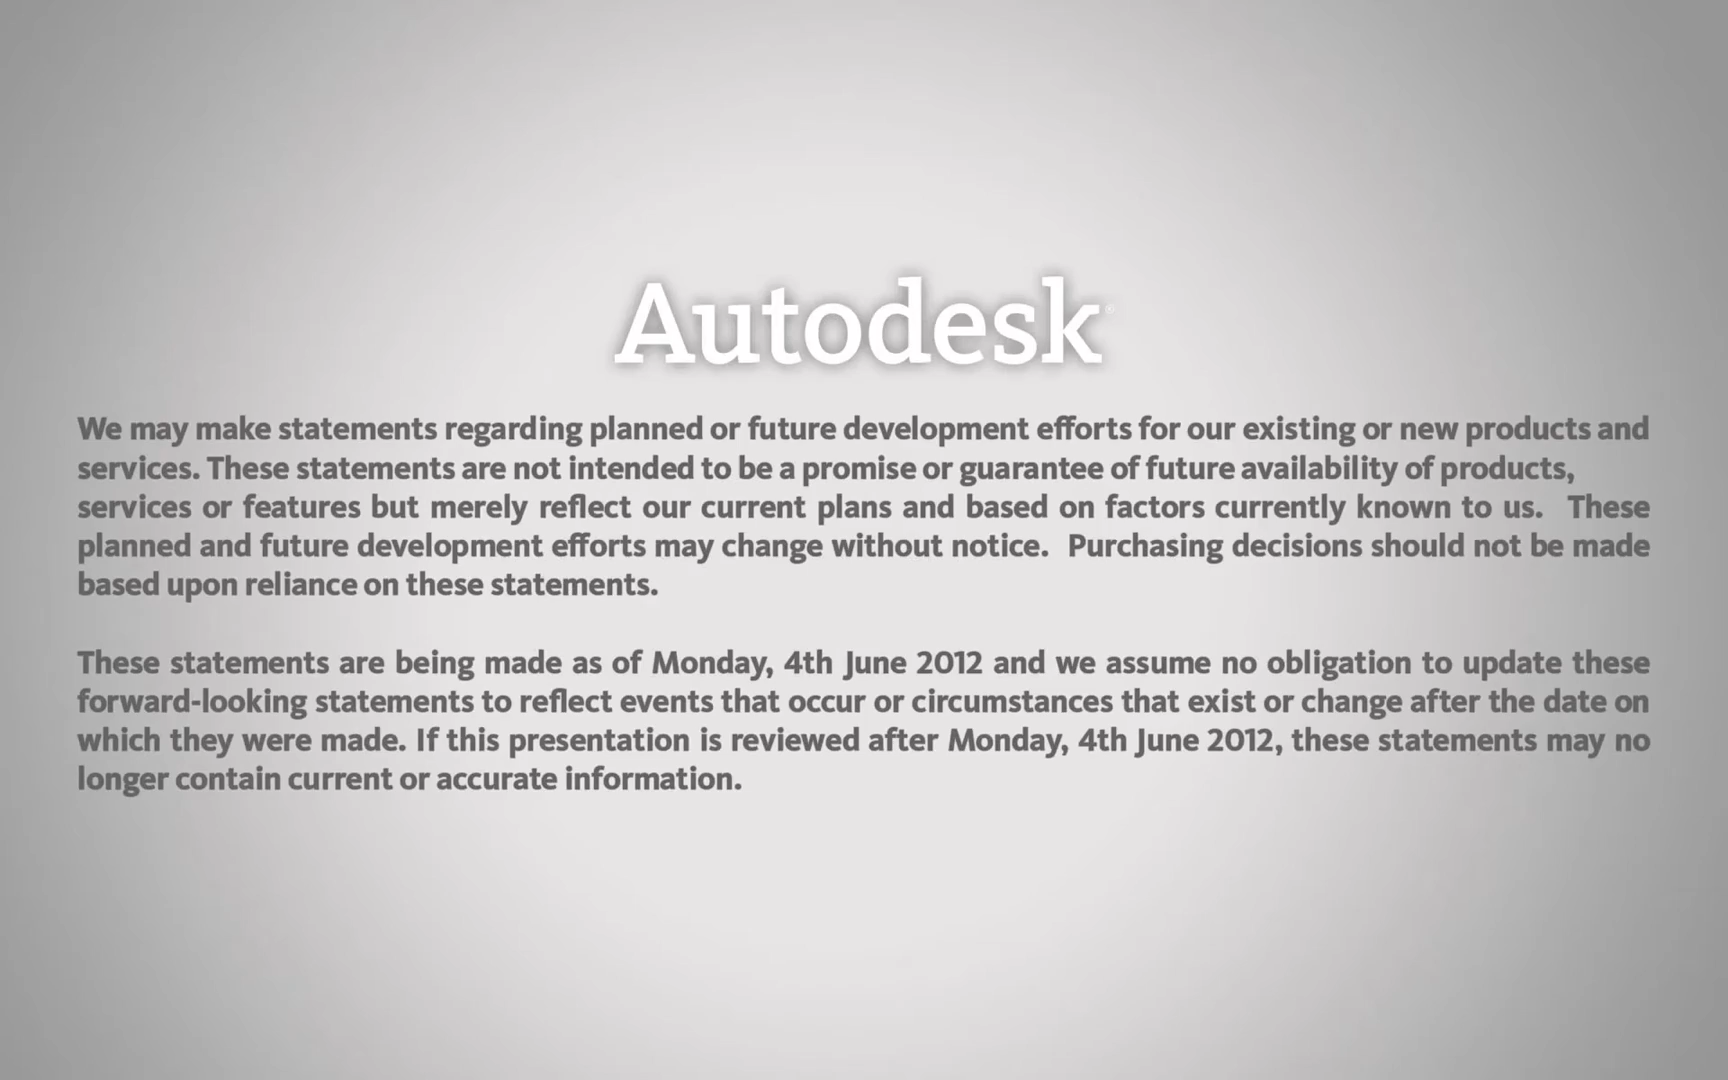 Autodesk®
We may make statements regarding planned or future development efforts for our existing or new products and
services. These statements are not intended to be a promise or guarantee of future availability of products,
services or features but merely reflect our current plans and based on factors currently known to us.  These
planned and future development efforts may change without notice.  Purchasing decisions should not be made
based upon reliance on these statements.
These statements are being made as of Monday, 4th June 2012 and we assume no obligation to update these
forward-looking statements to reflect events that occur or circumstances that exist or change after the date on
which they were made. If this presentation is reviewed after Monday, 4th June 2012, these statements may no
longer contain current or accurate information.